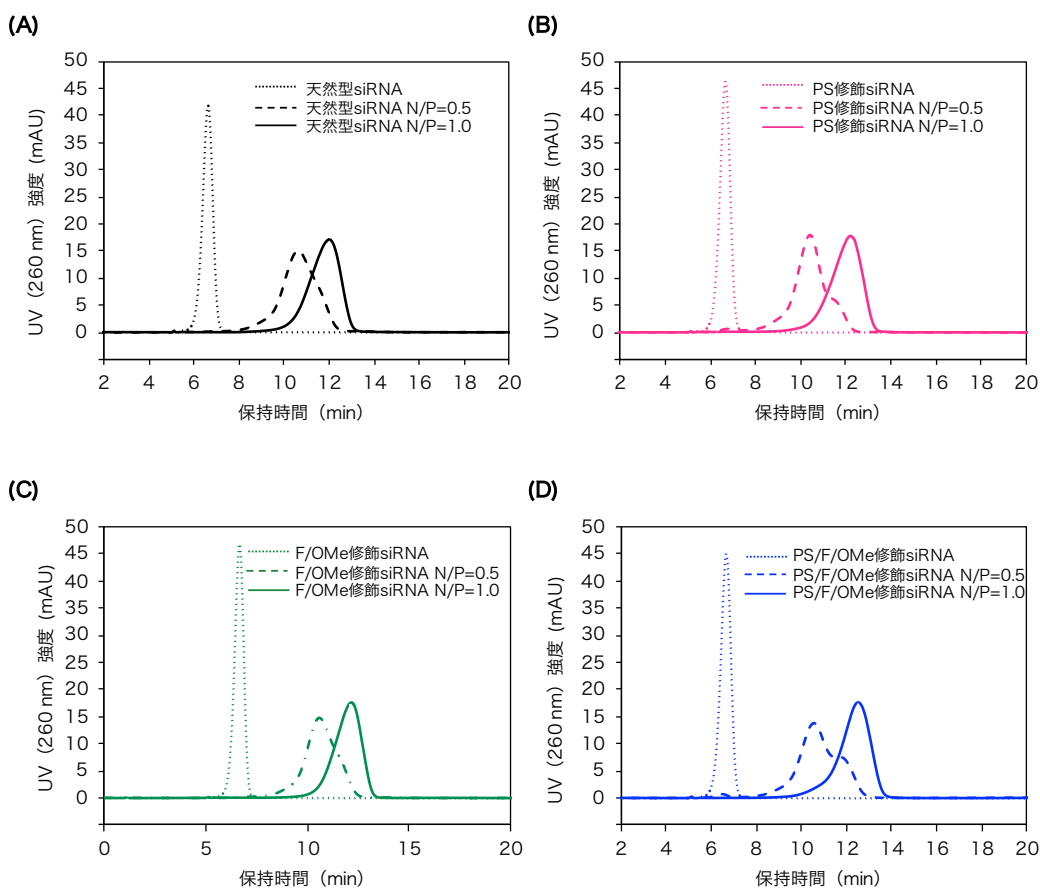 (A)
50
45
40
35
30
25
20
15
10
5
0
UV（260 nm）強度 (mAU)
天然型siRNA
天然型siRNA N/P=0.5
天然型siRNA N/P=1.0
2 4 6 8 10 12 14 16 18 20
保持時間（min）
(B)
50
45
40
35
30
25
20
15
10
5
0
UV（260 nm）強度 (mAU)
PS修飾siRNA
PS修飾siRNA N/P=0.5
PS修飾siRNA N/P=1.0
2 4 6 8 10 12 14 16 18 20
保持時間（min）
(C)
50
45
40
35
30
25
20
15
10
5
0
UV（260 nm）強度 (mAU)
F/OMe修飾siRNA
F/OMe修飾siRNA N/P=0.5
F/OMe修飾siRNA N/P=1.0
0 5 10 15 20
保持時間（min）
(D)
50
45
40
35
30
25
20
15
10
5
0
UV（260 nm）強度 (mAU)
PS/F/OMe修飾siRNA
PS/F/OMe修飾siRNA N/P=0.5
PS/F/OMe修飾siRNA N/P=1.0
2 4 6 8 10 12 14 16 18 20
保持時間（min）